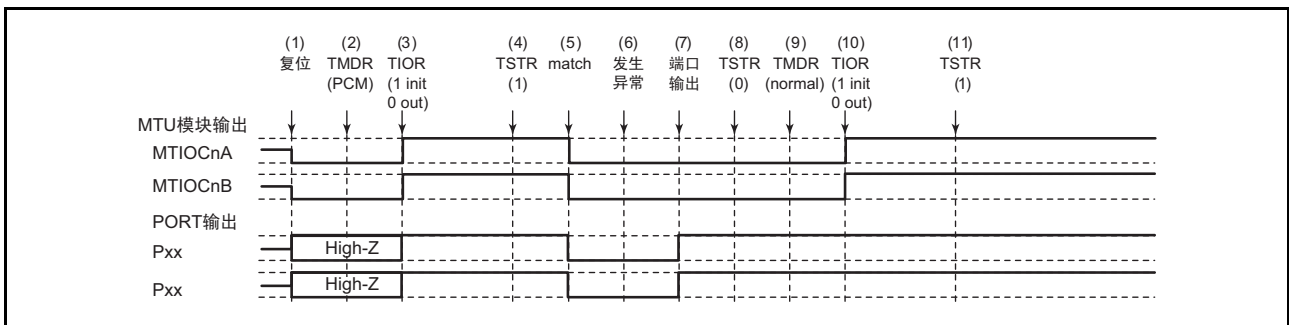 (1) (2) (3) (4) (5) (6) (7) (8) (9) (10) (11)
复位 TMDR TIOR TSTR match 发生 端口 TSTR TMDR TIOR TSTR
(PCM) (1 init (1) 异常 输出 (0) (normal) (1 init (1)
0 out) 0 out)
MTU模块输出
MTIOCnA
MTIOCnB
PORT输出
Pxx High-Z
Pxx High-Z